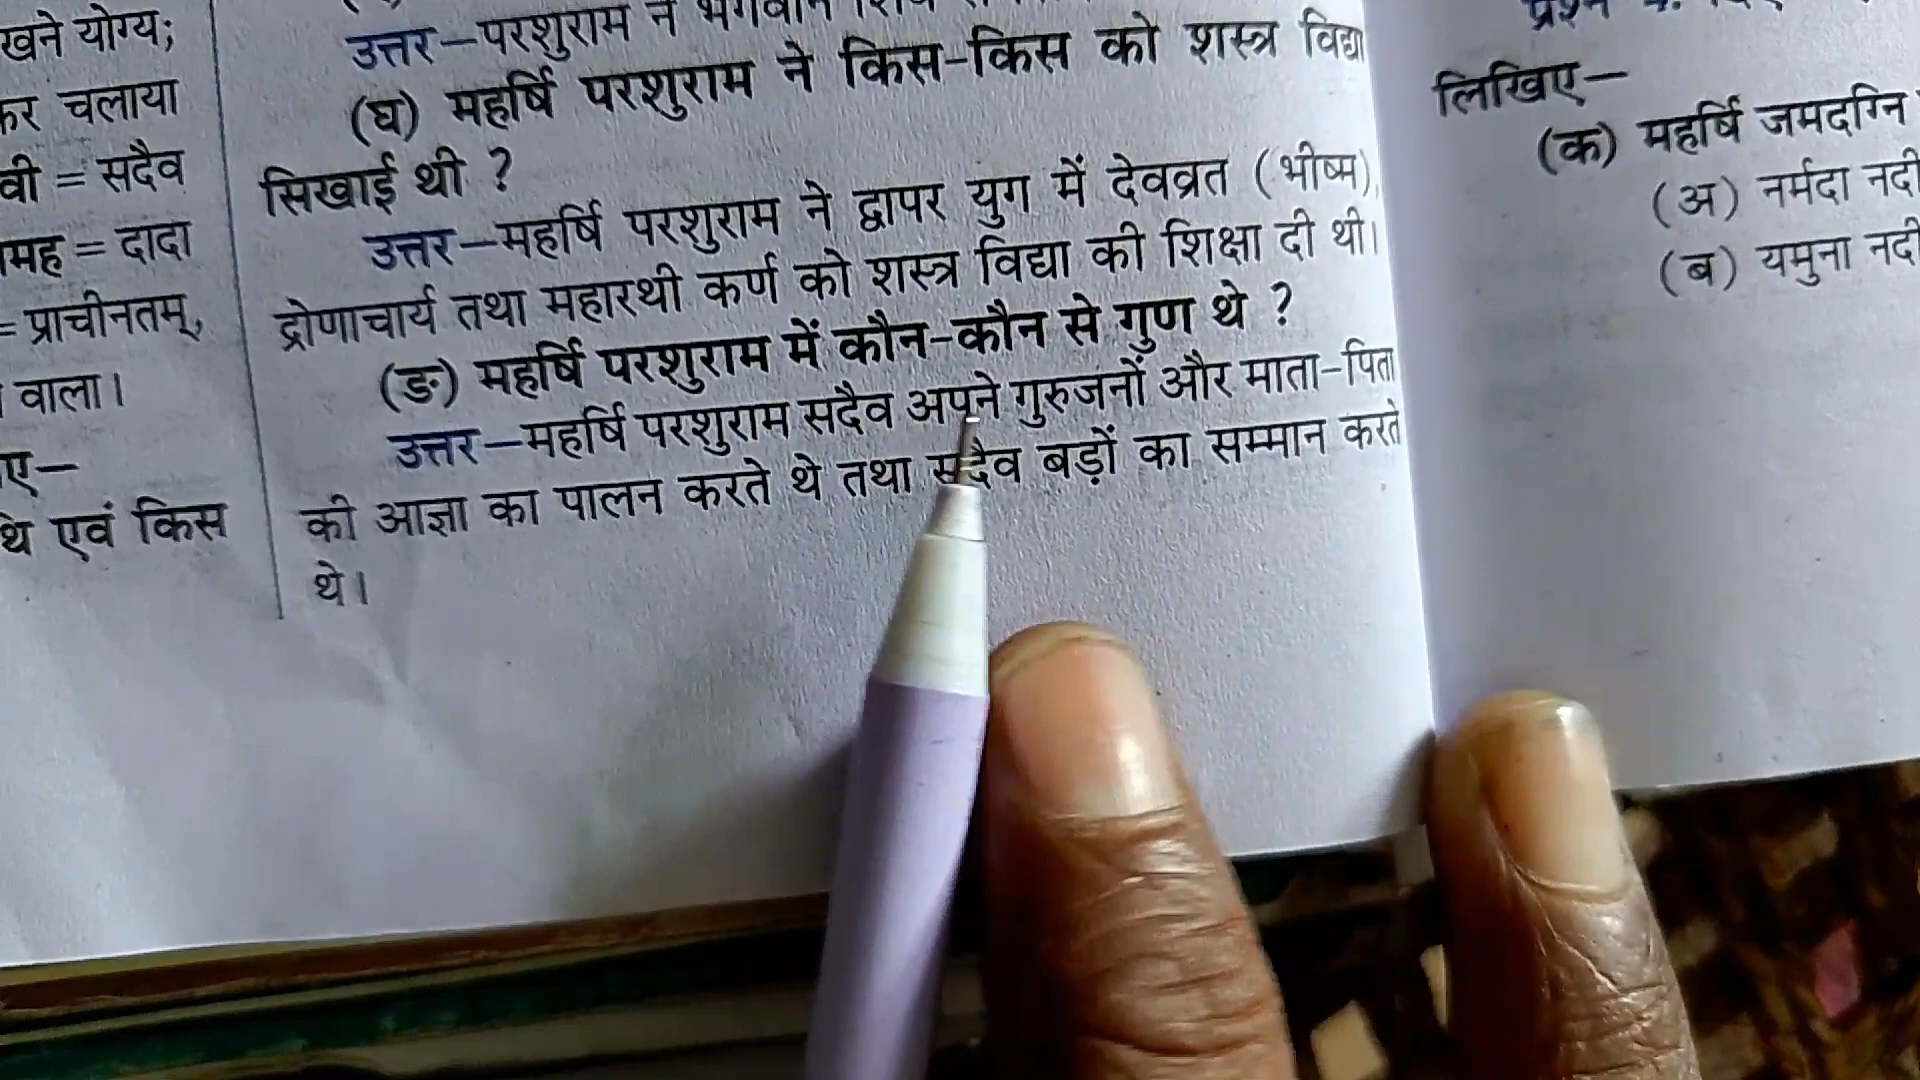 खने योग्य;
कर चलाया
वी = सदैव
ामह = दादा
= प्राचीनतम्,
वाला।
ए—
थे एवं किस
उत्तर—परशुराम ने भगवान शिव
(घ) महर्षि परशुराम ने किस-किस को शस्त्र विद्या
सिखाई थी ?
उत्तर—महर्षि परशुराम ने द्वापर युग में देवव्रत (भीष्म),
द्रोणाचार्य तथा महारथी कर्ण को शस्त्र विद्या की शिक्षा दी थी।
(ङ) महर्षि परशुराम में कौन-कौन से गुण थे ?
उत्तर—महर्षि परशुराम सदैव अपने गुरुजनों और माता-पिता
की आज्ञा का पालन करते थे तथा सदैव बड़ों का सम्मान करते
थे।
प्रश्न
लिखिए—
(क) महर्षि जमदग्नि
(अ) नर्मदा नदी
(ब) यमुना नदी